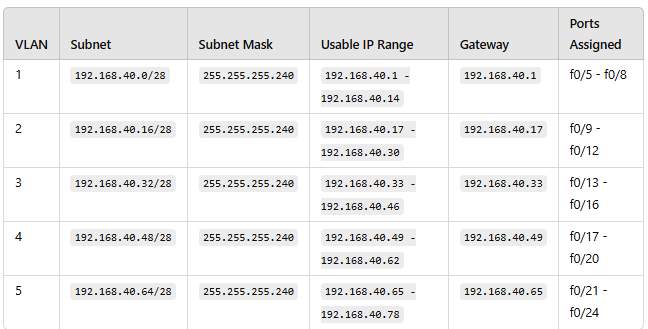 VLAN Subnet Subnet Mask Usable IP Range Gateway Ports Assigned
1 192.168.40.0/28 255.255.255.240 192.168.40.1 - 192.168.40.14 192.168.40.1 f0/5 - f0/8
2 192.168.40.16/28 255.255.255.240 192.168.40.17 - 192.168.40.30 192.168.40.17 f0/9 - f0/12
3 192.168.40.32/28 255.255.255.240 192.168.40.33 - 192.168.40.46 192.168.40.33 f0/13 - f0/16
4 192.168.40.48/28 255.255.255.240 192.168.40.49 - 192.168.40.62 192.168.40.49 f0/17 - f0/20
5 192.168.40.64/28 255.255.255.240 192.168.40.65 - 192.168.40.78 192.168.40.65 f0/21 - f0/24